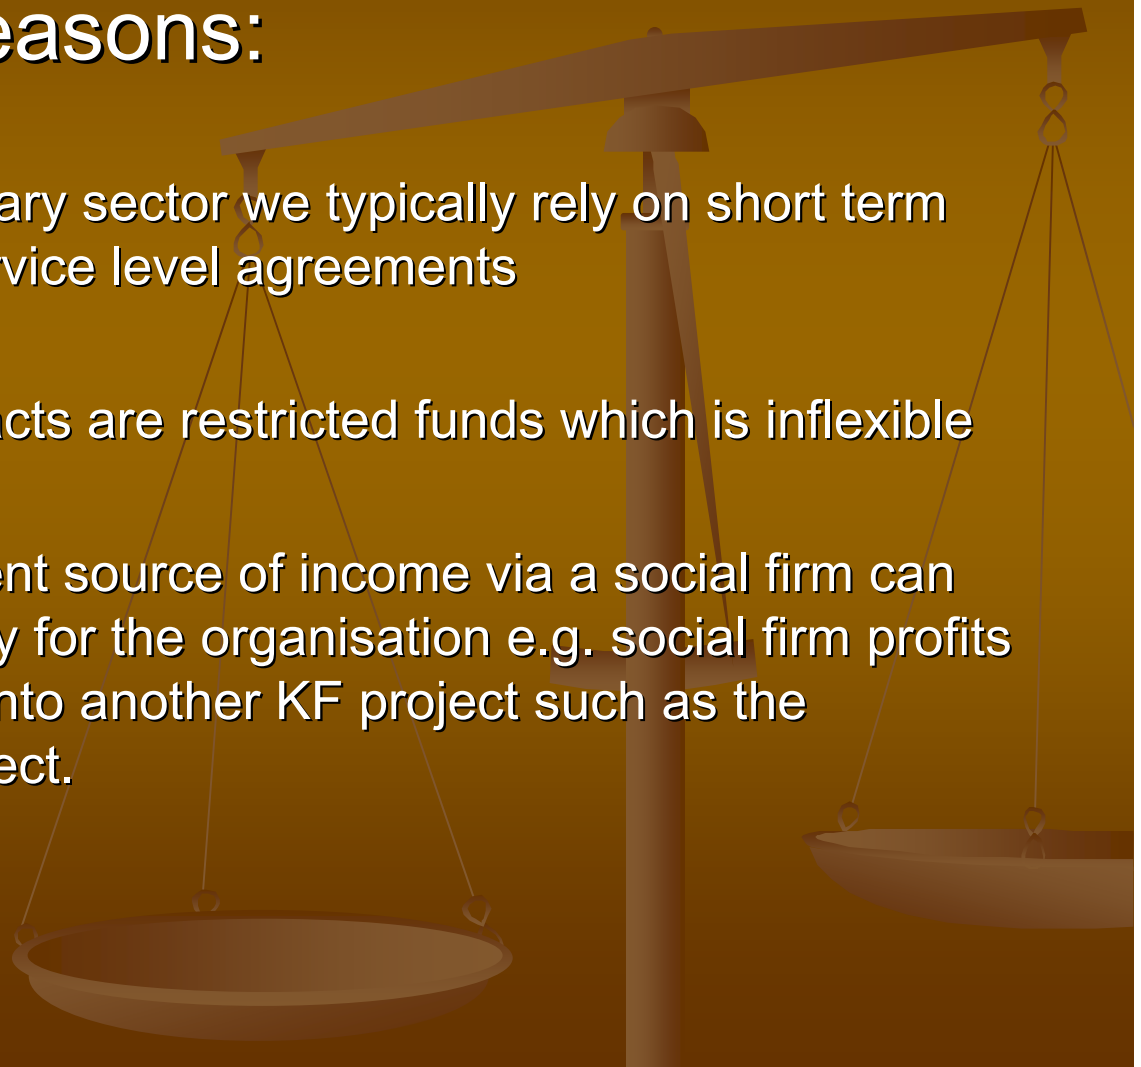 easons:
ary sector we typically rely on short term
rvice level agreements
acts are restricted funds which is inflexible
ent source of income via a social firm can
y for the organisation e.g. social firm profits
nto another KF project such as the
ect.